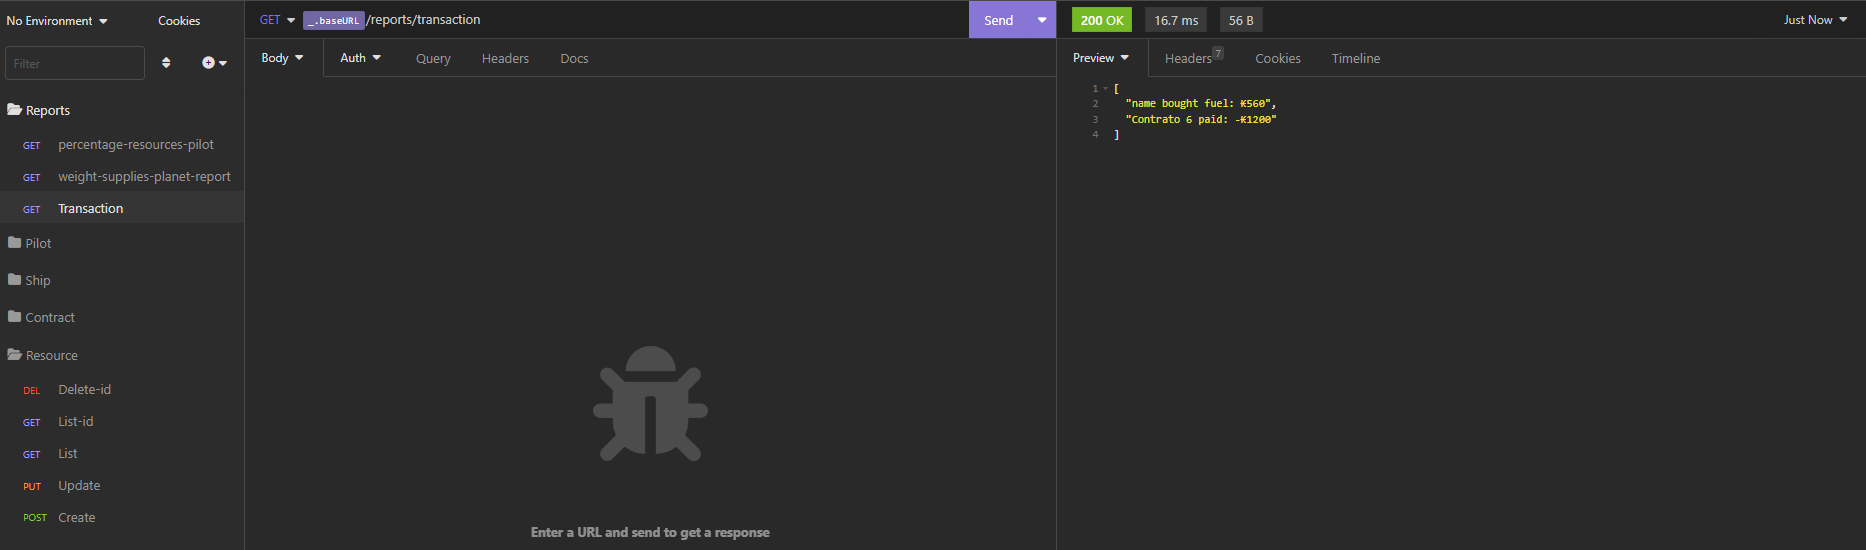 No Environment Cookies
Filter
Reports
GET percentage-resources-pilot
GET weight-supplies-planet-report
GET Transaction
Pilot
Ship
Contract
Resource
DEL Delete-id
GET List-id
GET List
PUT Update
POST Create
GET _.baseURL/reports/transaction Send
Body Auth Query Headers Docs
Enter a URL and send to get a response
200 OK 16.7 ms 56 B Just Now
Preview Headers 7 Cookies Timeline
1 [
2 "name bought fuel: ₭560",
3 "Contrato 6 paid: -₭1200"
4 ]